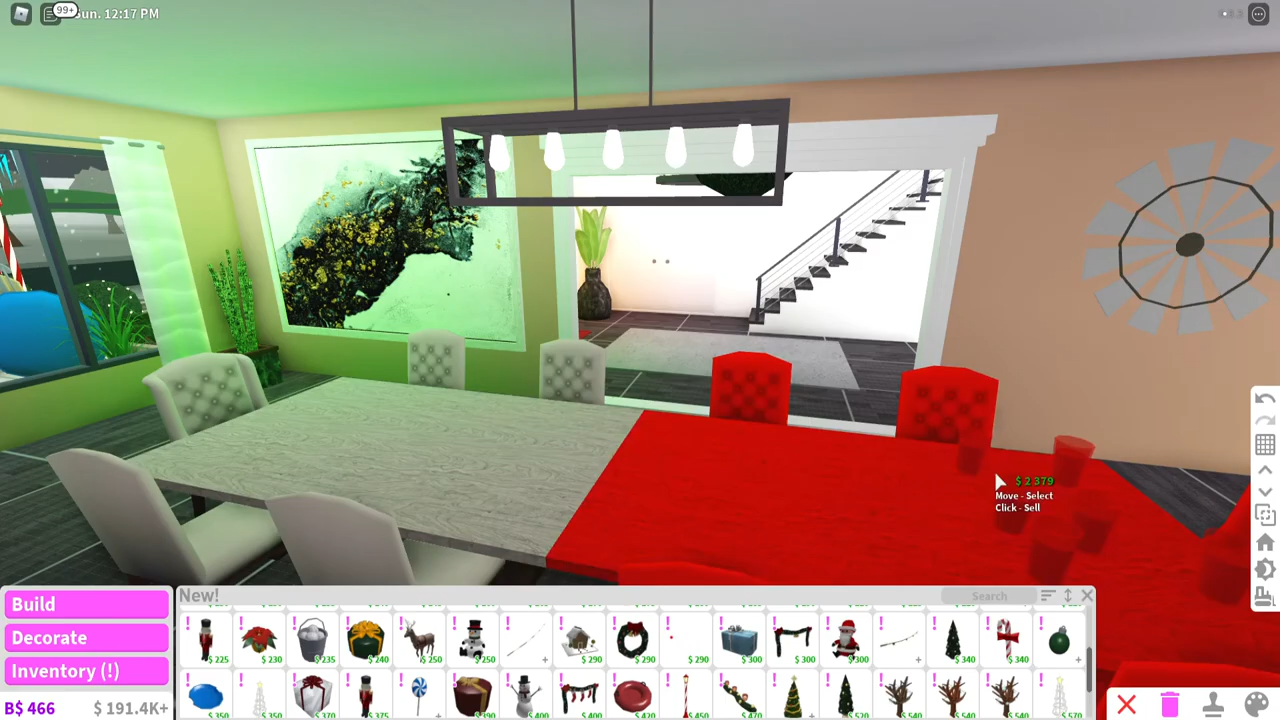 99+
Sun. 12:17 PM
$ 2 379
Move - Select
Click - Sell
Build
Decorate
Inventory (!)
B$ 466
$ 191.4K+
New!
Search
$ 225
$ 230
$ 235
$ 240
$ 250
$ 250
$ 290
$ 290
$ 290
$ 300
$ 300
$ 300
$ 340
$ 340
$ 350
$ 350
$ 370
$ 375
$ 390
$ 400
$ 400
$ 450
$ 470
$ 520
$ 540
$ 540
$ 540
$ 570